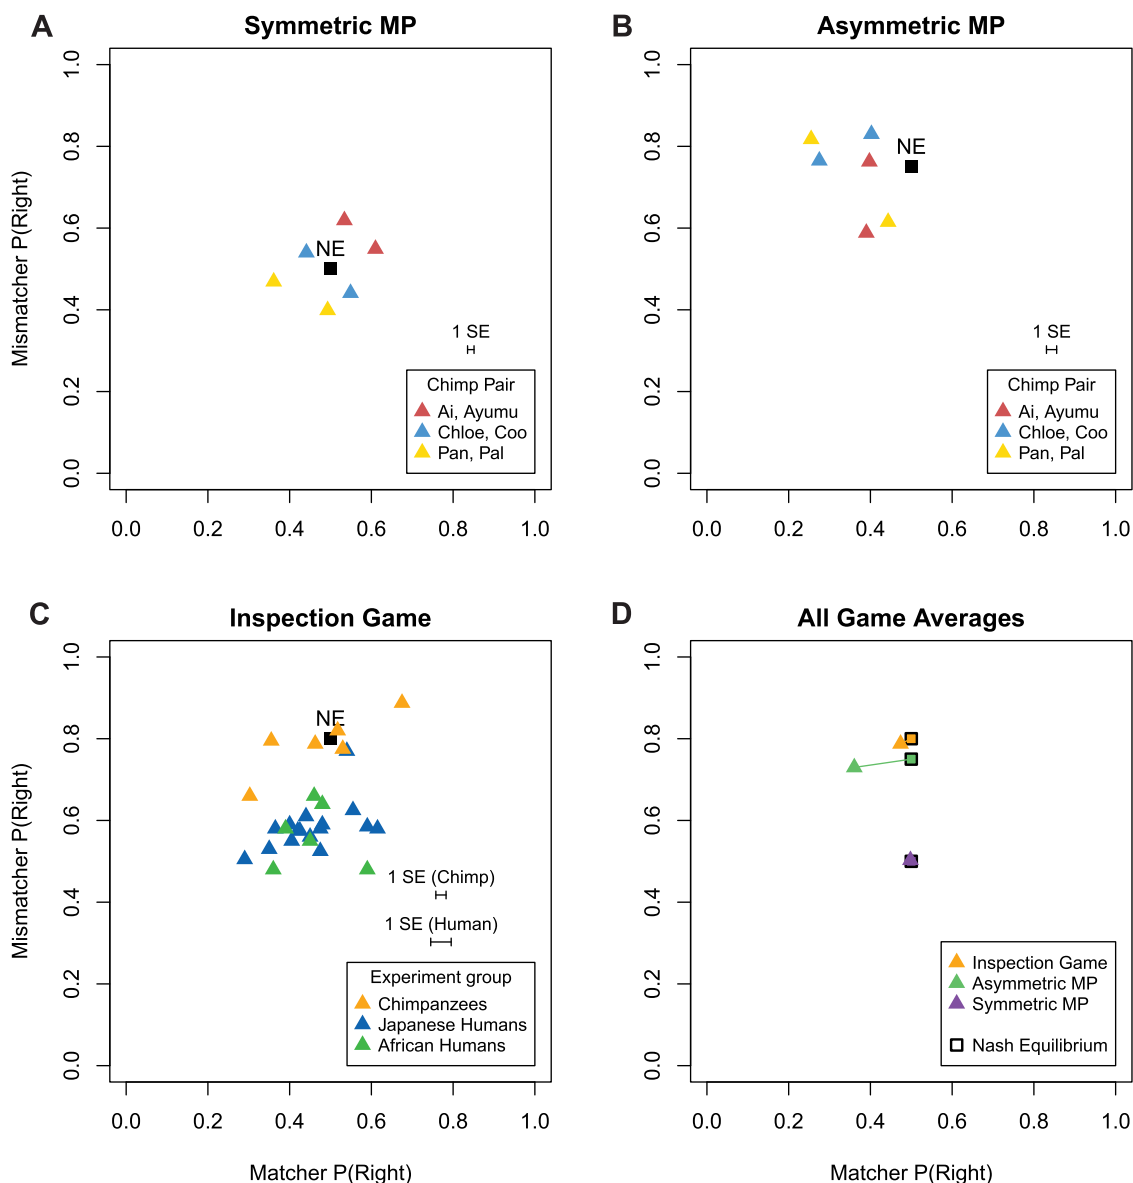 A
Symmetric MP
Mismatcher P(Right)
1.0
0.8
0.6
0.4
0.2
0.0
NE
1 SE
Chimp Pair
Ai, Ayumu
Chloe, Coo
Pan, Pal
0.0 0.2 0.4 0.6 0.8 1.0
B
Asymmetric MP
1.0
0.8
0.6
0.4
0.2
0.0
NE
1 SE
Chimp Pair
Ai, Ayumu
Chloe, Coo
Pan, Pal
0.0 0.2 0.4 0.6 0.8 1.0
C
Inspection Game
Mismatcher P(Right)
1.0
0.8
0.6
0.4
0.2
0.0
NE
1 SE (Chimp)
1 SE (Human)
Experiment group
Chimpanzees
Japanese Humans
African Humans
0.0 0.2 0.4 0.6 0.8 1.0
Matcher P(Right)
D
All Game Averages
1.0
0.8
0.6
0.4
0.2
0.0
Inspection Game
Asymmetric MP
Symmetric MP
Nash Equilibrium
0.0 0.2 0.4 0.6 0.8 1.0
Matcher P(Right)